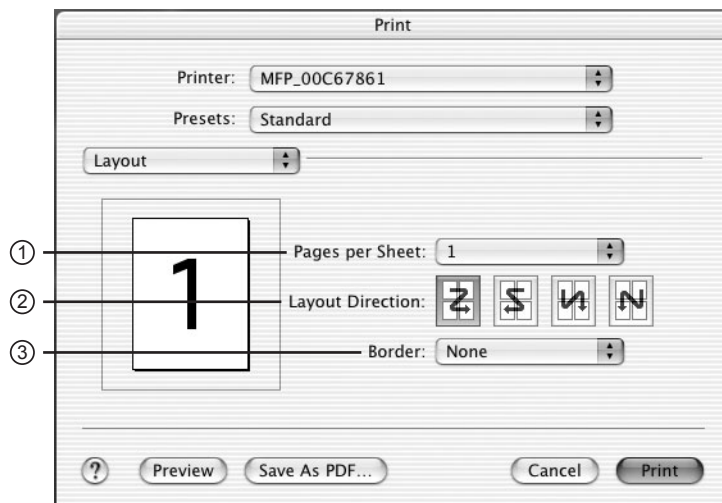 Print
Printer: MFP_00C67861
Presets: Standard
Layout
1
① Pages per Sheet: 1
② Layout Direction:
③ Border: None
? Preview Save As PDF... Cancel Print